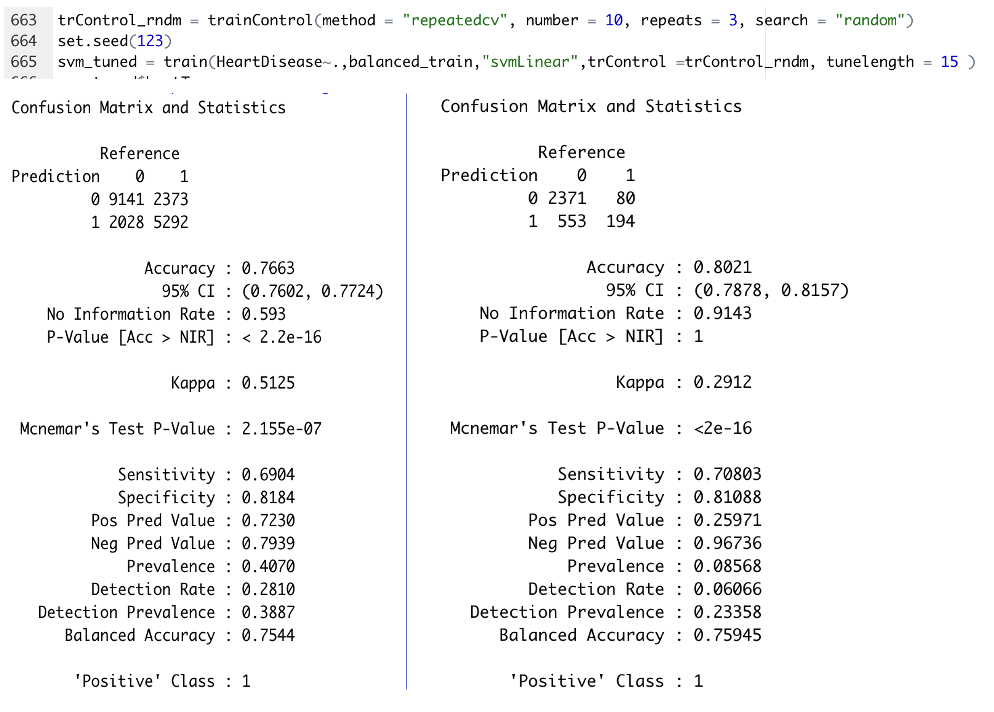 663 trControl_rndm = trainControl(method = "repeatedcv", number = 10, repeats = 3, search = "random")
664 set.seed(123)
665 svm_tuned = train(HeartDisease~.,balanced_train,"svmLinear",trControl =trControl_rndm, tunelength = 15 )
Confusion Matrix and Statistics
Reference
Prediction 0 1
0 9141 2373
1 2028 5292
Accuracy : 0.7663
95% CI : (0.7602, 0.7724)
No Information Rate : 0.593
P-Value [Acc > NIR] : < 2.2e-16
Kappa : 0.5125
Mcnemar's Test P-Value : 2.155e-07
Sensitivity : 0.6904
Specificity : 0.8184
Pos Pred Value : 0.7230
Neg Pred Value : 0.7939
Prevalence : 0.4070
Detection Rate : 0.2810
Detection Prevalence : 0.3887
Balanced Accuracy : 0.7544
'Positive' Class : 1
Confusion Matrix and Statistics
Reference
Prediction 0 1
0 2371 80
1 553 194
Accuracy : 0.8021
95% CI : (0.7878, 0.8157)
No Information Rate : 0.9143
P-Value [Acc > NIR] : 1
Kappa : 0.2912
Mcnemar's Test P-Value : <2e-16
Sensitivity : 0.70803
Specificity : 0.81088
Pos Pred Value : 0.25971
Neg Pred Value : 0.96736
Prevalence : 0.08568
Detection Rate : 0.06066
Detection Prevalence : 0.23358
Balanced Accuracy : 0.75945
'Positive' Class : 1